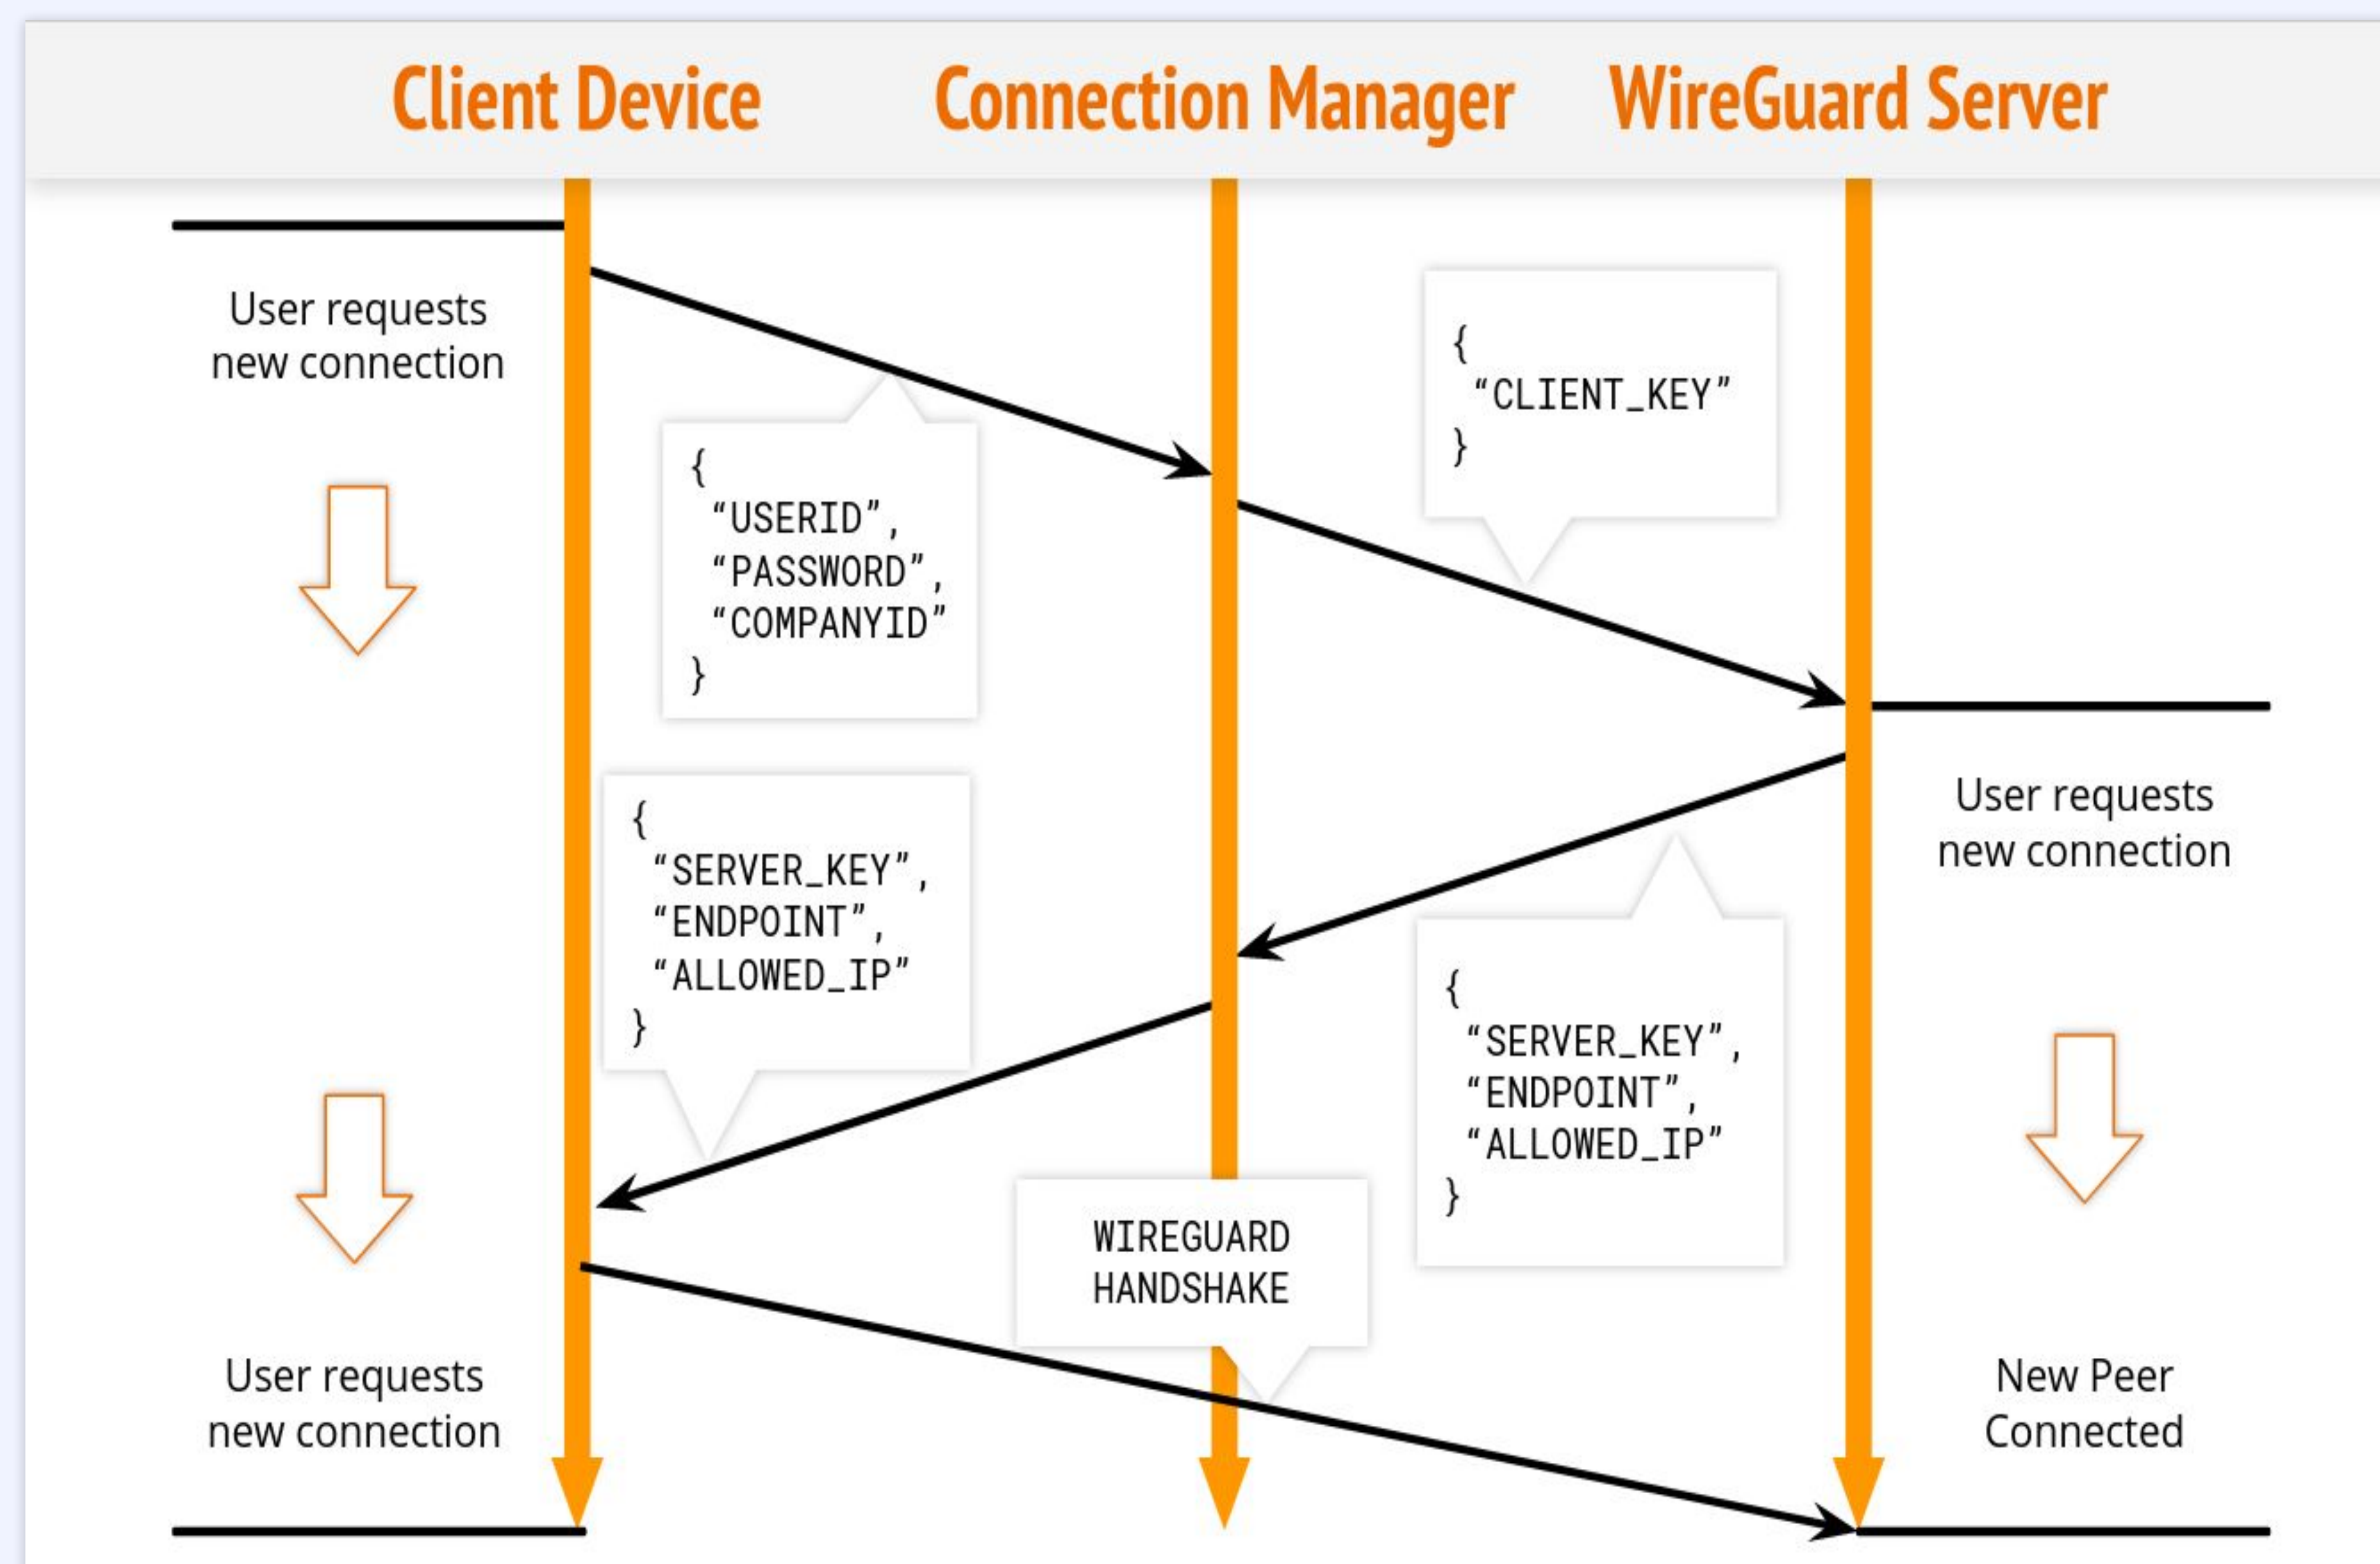 Client Device
Connection Manager
WireGuard Server
User requests
new connection
{
“CLIENT_KEY”
}
{
“USERID”,
“PASSWORD”,
“COMPANYID”
}
{
“SERVER_KEY”,
“ENDPOINT”,
“ALLOWED_IP”
}
User requests
new connection
{
“SERVER_KEY”,
“ENDPOINT”,
“ALLOWED_IP”
}
WIREGUARD
HANDSHAKE
User requests
new connection
New Peer
Connected